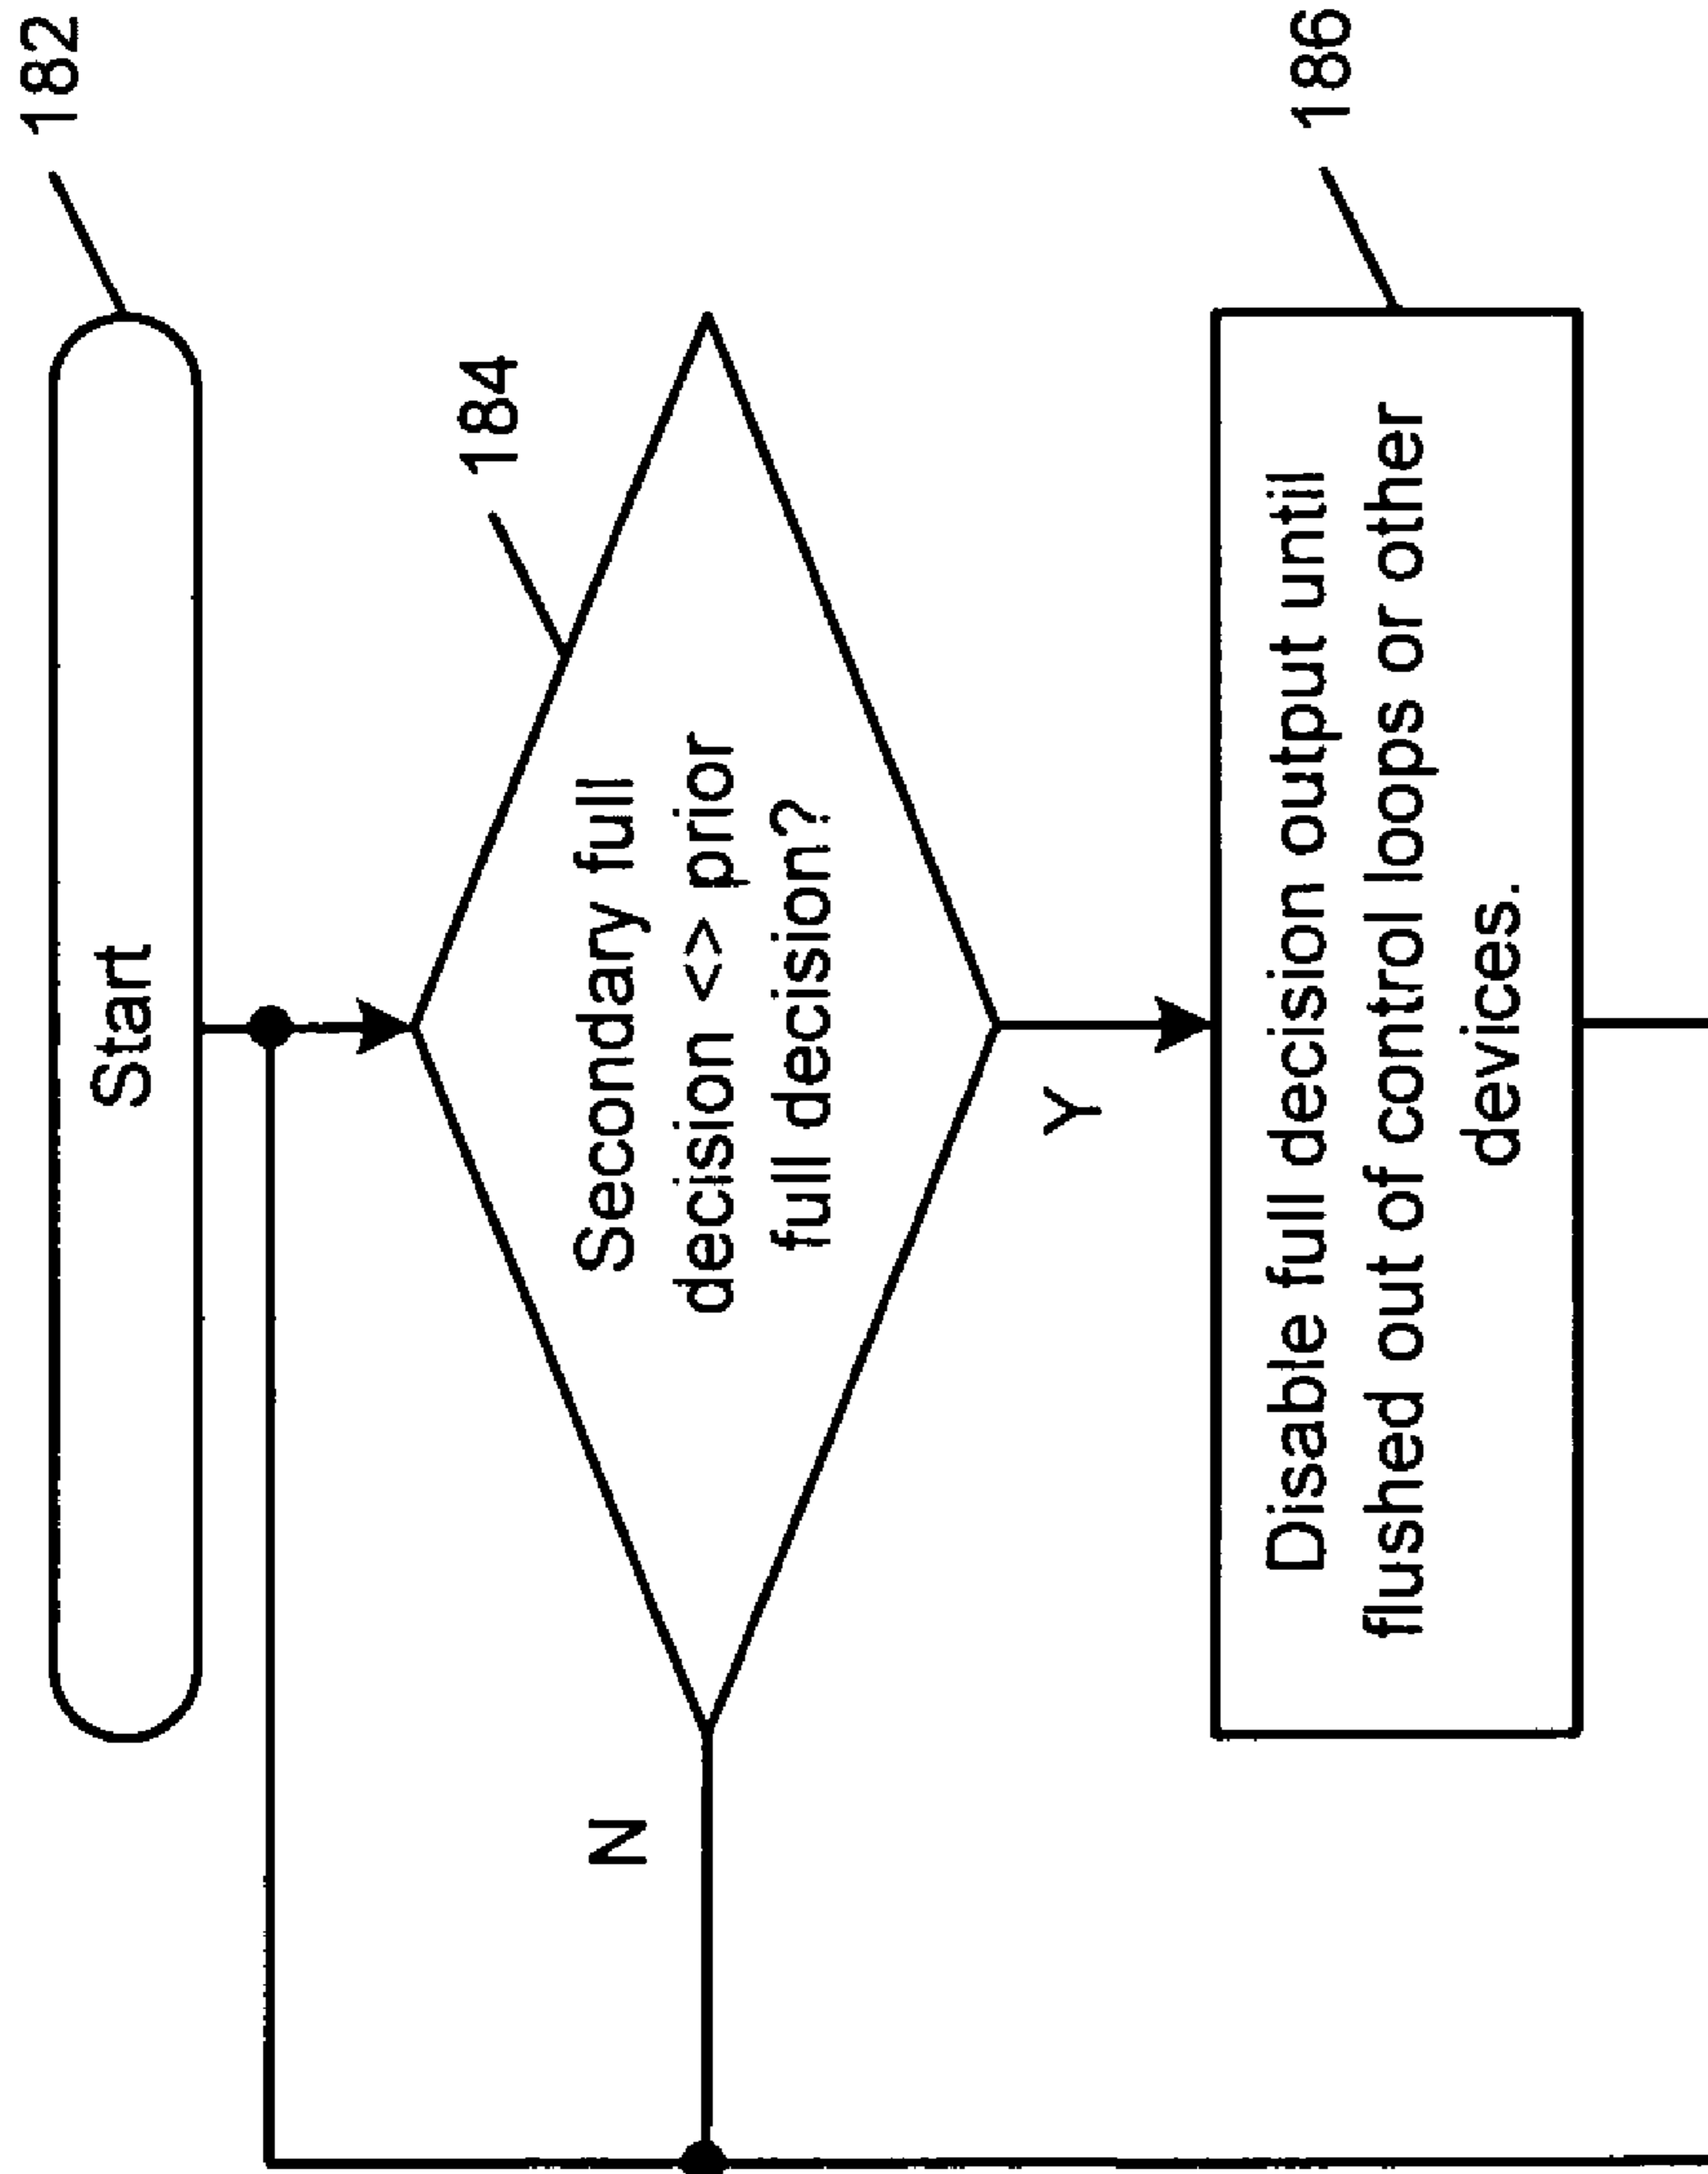 182
Start
184
Secondary full
decision <> prior
full decision?
N
Y
186
Disable full decision output until
flushed out of control loops or other
devices.